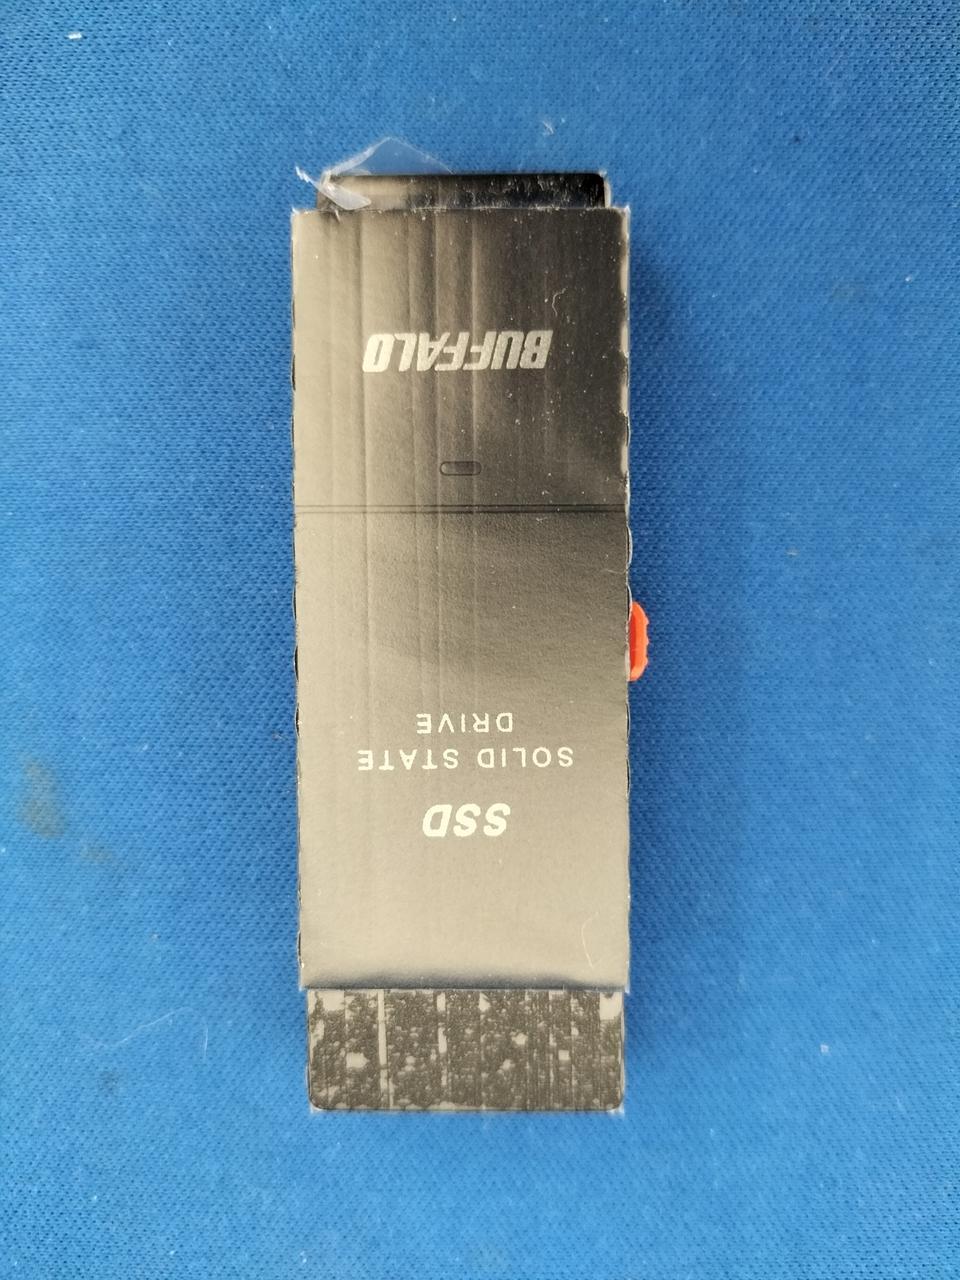 SSD
SOLID STATE
DRIVE
BUFFALO